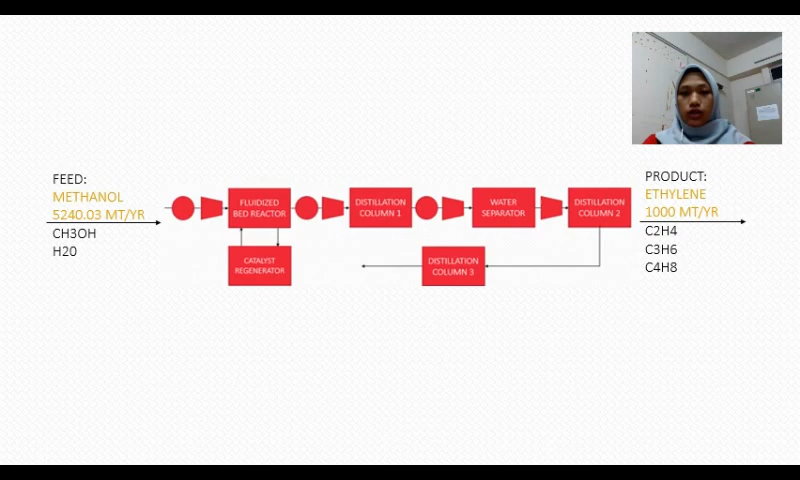 FEED:
METHANOL
5240.03 MT/YR
CH3OH
H20
FLUIDIZED
BED REACTOR
CATALYST
REGENERATOR
DISTILLATION
COLUMN 1
WATER
SEPARATOR
DISTILLATION
COLUMN 2
DISTILLATION
COLUMN 3
PRODUCT:
ETHYLENE
1000 MT/YR
C2H4
C3H6
C4H8